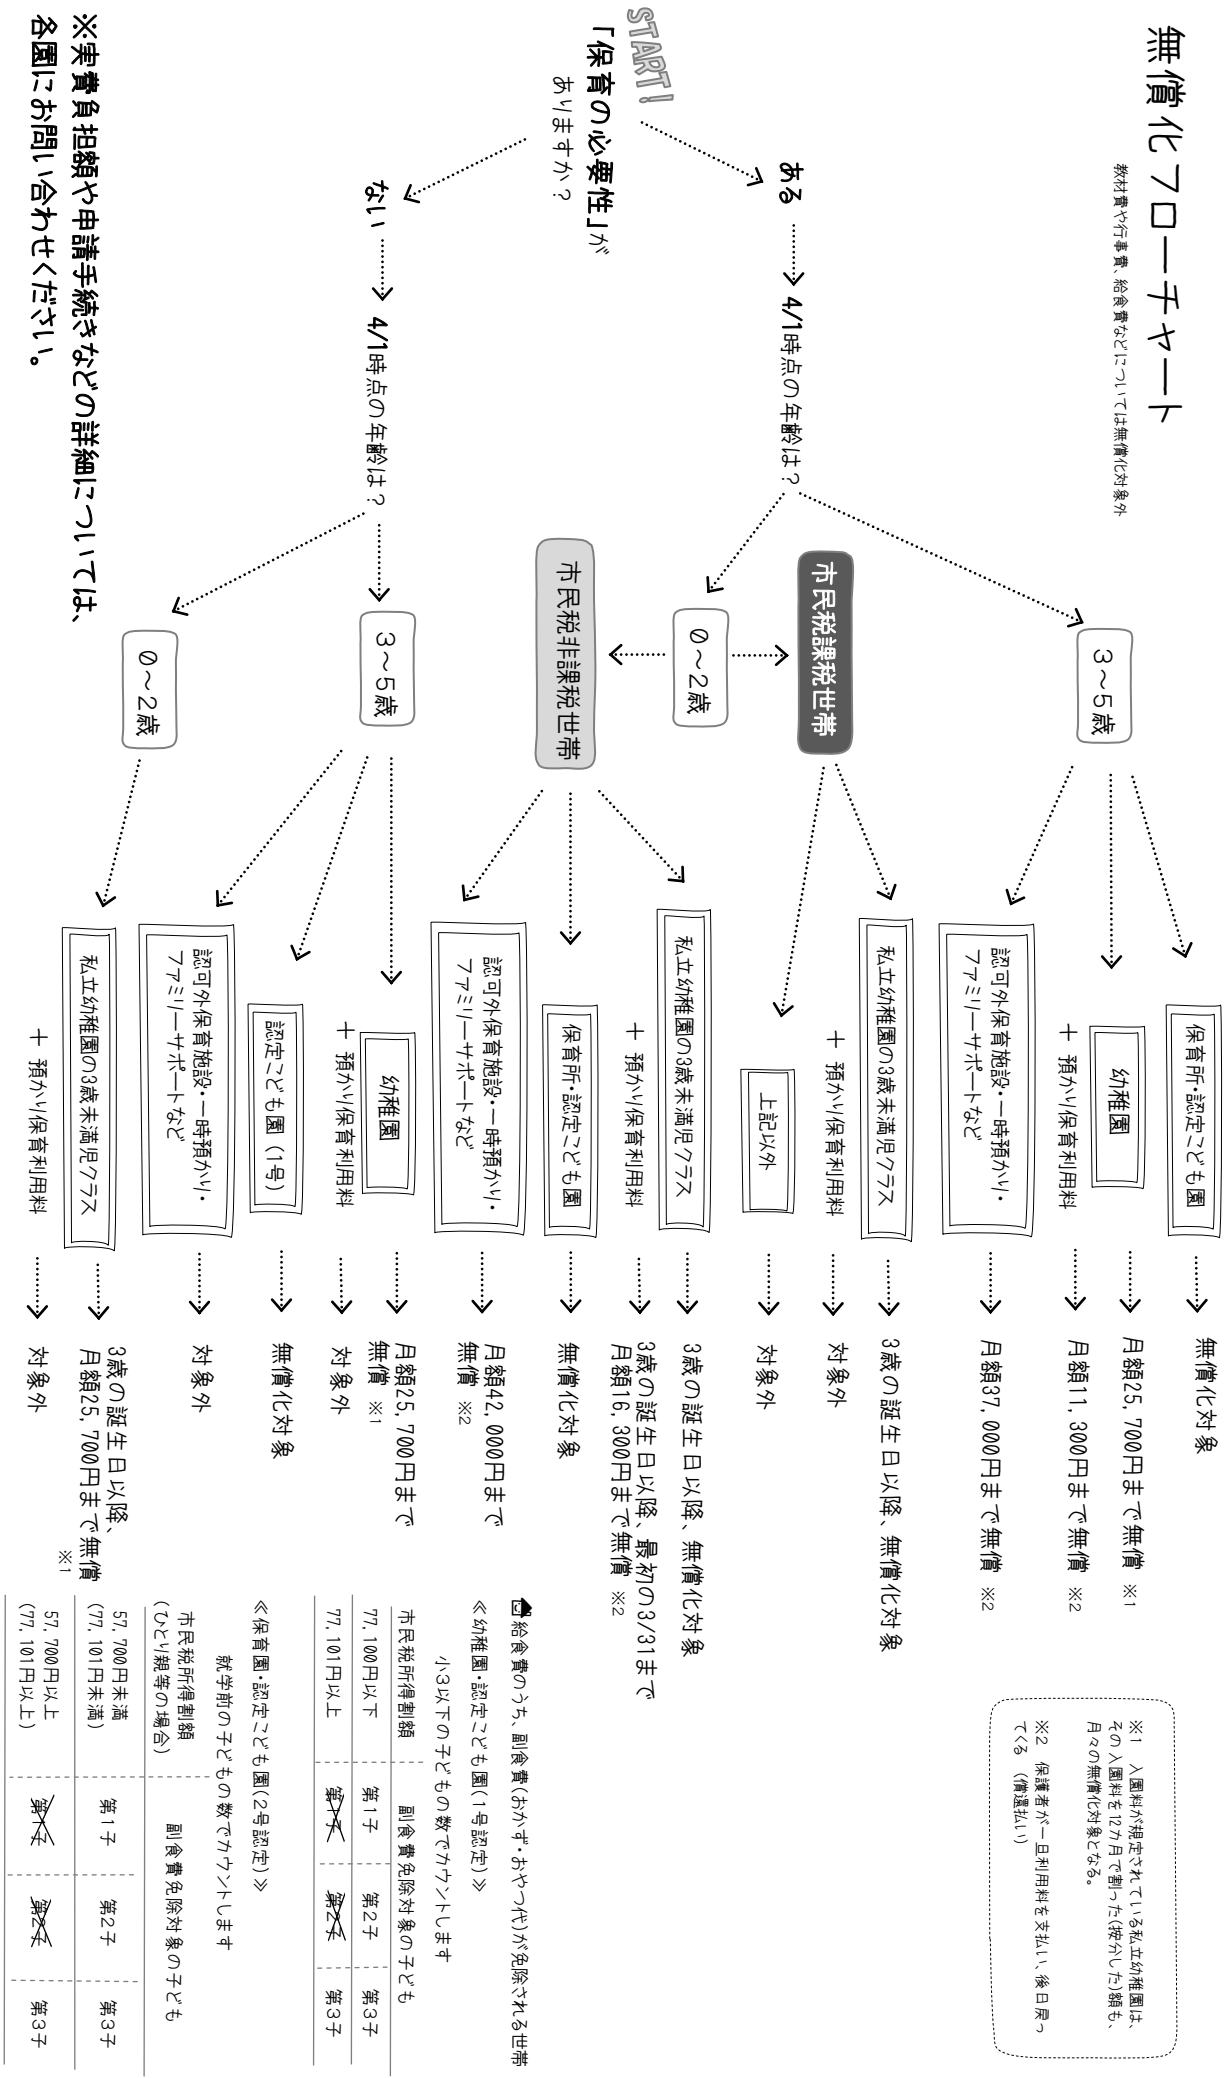 無償化フローチャート
教材費や行事費、給食費などについては無償化対象外
START!
「保育の必要性」が
ありますか?
ある
4/1時点の年齢は?
3～5歳
保育所・認定こども園
無償化対象
幼稚園
月額25,700円まで無償 ※1
＋ 預かり保育利用料
月額11,300円まで無償 ※2
認可外保育施設・一時預かり・
ファミリーサポートなど
月額37,000円まで無償 ※2
0～2歳
市民税課税世帯
私立幼稚園の3歳未満児クラス
3歳の誕生日以降、無償化対象
＋ 預かり保育利用料
対象外
上記以外
対象外
市民税非課税世帯
私立幼稚園の3歳未満児クラス
3歳の誕生日以降、無償化対象
＋ 預かり保育利用料
3歳の誕生日以降、最初の3/31まで
月額16,300円まで無償 ※2
保育所・認定こども園
無償化対象
認可外保育施設・一時預かり・
ファミリーサポートなど
月額42,000円まで
無償 ※2
ない
4/1時点の年齢は?
3～5歳
幼稚園
月額25,700円まで
無償 ※1
＋ 預かり保育利用料
対象外
認定こども園(1号)
無償化対象
認可外保育施設・一時預かり・
ファミリーサポートなど
対象外
0～2歳
私立幼稚園の3歳未満児クラス
3歳の誕生日以降、
月額25,700円まで無償
※1
＋ 預かり保育利用料
対象外
※実費負担額や申請手続きなどの詳細については、
各園にお問い合わせください。
※1 入園料が規定されている私立幼稚園は、
その入園料を12カ月で割った(按分した)額も、
月々の無償化対象となる。
※2 保護者が一旦利用料を支払い、後日戻っ
てくる (償還払い)
給食費のうち、副食費(おかず・おやつ代)が免除される世帯
≪幼稚園・認定こども園(1号認定)≫
小3以下の子どもの数でカウントします
市民税所得割額 副食費免除対象の子ども
77,100円以下 第1子 第2子 第3子
77,101円以上 第1子 第2子 第3子
≪保育園・認定こども園(2号認定)≫
就学前の子どもの数でカウントします
市民税所得割額
(ひとり親等の場合)
副食費免除対象の子ども
57,700円未満
(77,101円未満)
第1子 第2子 第3子
57,700円以上
(77,101円以上)
第1子 第2子 第3子